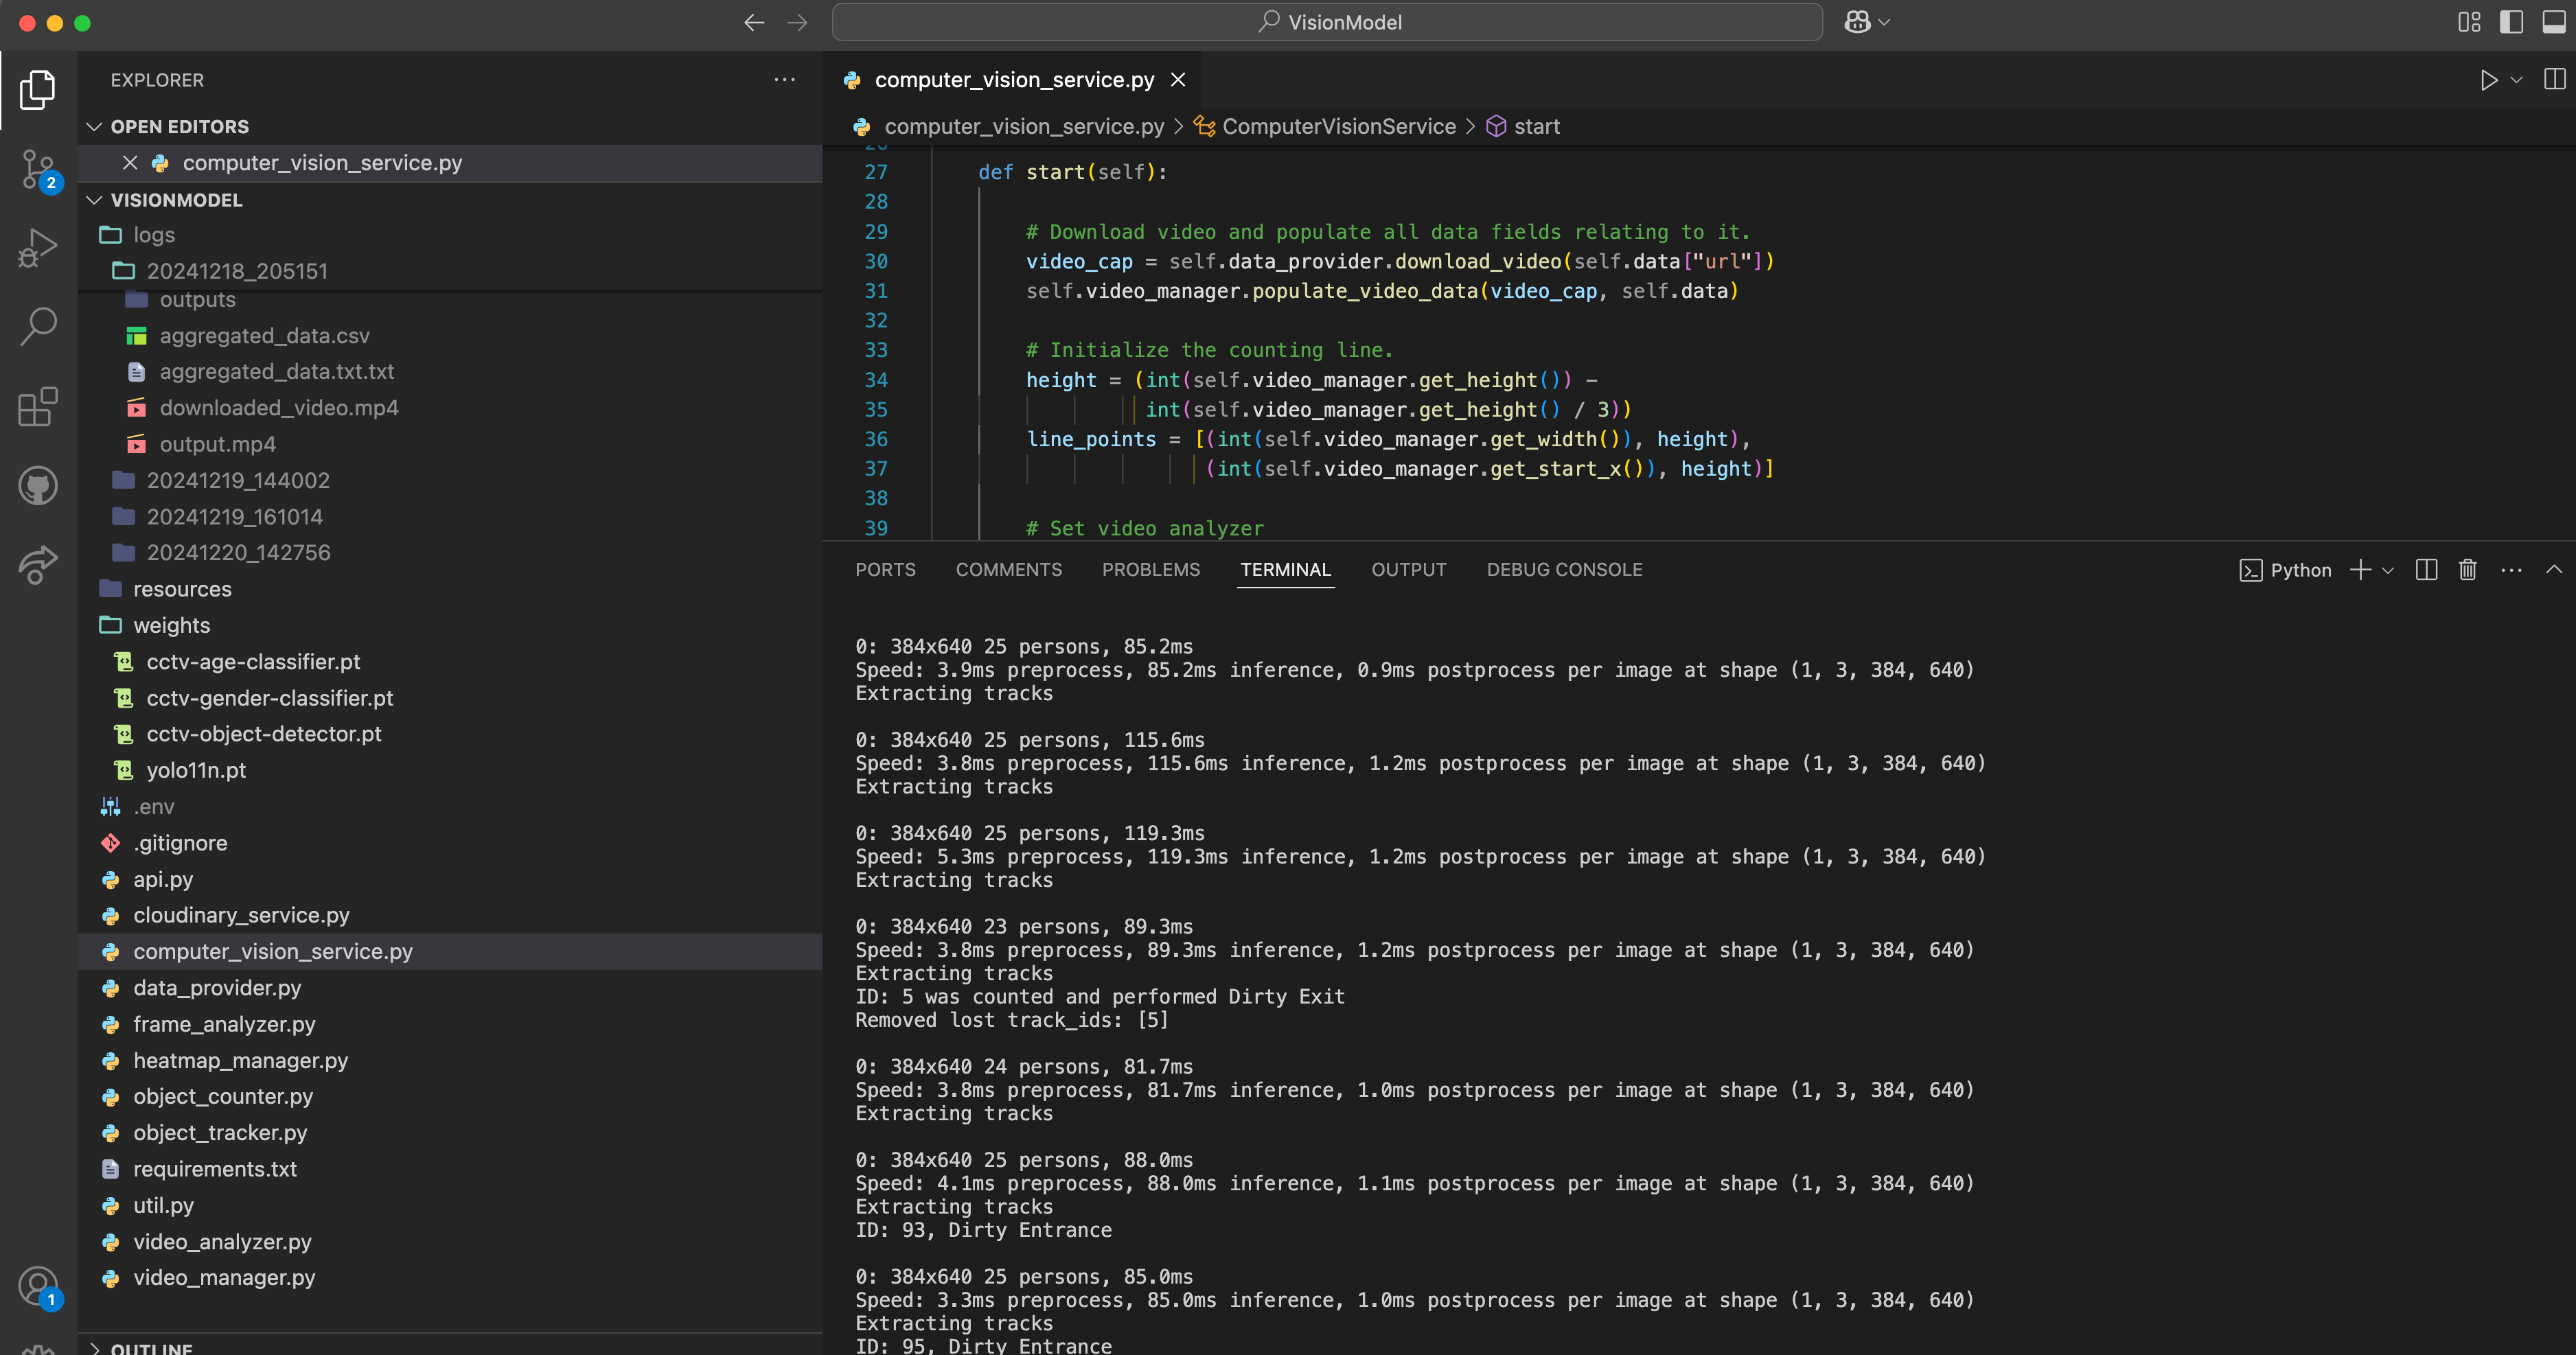 VisionModel
EXPLORER
OPEN EDITORS
computer_vision_service.py
2
VISIONMODEL
logs
20241218_205151
outputs
aggregated_data.csv
aggregated_data.txt.txt
downloaded_video.mp4
output.mp4
20241219_144002
20241219_161014
20241220_142756
resources
weights
cctv-age-classifier.pt
cctv-gender-classifier.pt
cctv-object-detector.pt
yolo11n.pt
.env
.gitignore
api.py
cloudinary_service.py
computer_vision_service.py
data_provider.py
frame_analyzer.py
heatmap_manager.py
object_counter.py
object_tracker.py
requirements.txt
util.py
video_analyzer.py
video_manager.py
1
OUTLINE
computer_vision_service.py
computer_vision_service.py > ComputerVisionService > start
26
27 def start(self):
28
29 # Download video and populate all data fields relating to it.
30 video_cap = self.data_provider.download_video(self.data["url"])
31 self.video_manager.populate_video_data(video_cap, self.data)
32
33 # Initialize the counting line.
34 height = (int(self.video_manager.get_height()) -
35 int(self.video_manager.get_height() / 3))
36 line_points = [(int(self.video_manager.get_width()), height),
37 (int(self.video_manager.get_start_x()), height)]
38
39 # Set video analyzer
PORTS COMMENTS PROBLEMS TERMINAL OUTPUT DEBUG CONSOLE Python
0: 384x640 25 persons, 85.2ms
Speed: 3.9ms preprocess, 85.2ms inference, 0.9ms postprocess per image at shape (1, 3, 384, 640)
Extracting tracks
0: 384x640 25 persons, 115.6ms
Speed: 3.8ms preprocess, 115.6ms inference, 1.2ms postprocess per image at shape (1, 3, 384, 640)
Extracting tracks
0: 384x640 25 persons, 119.3ms
Speed: 5.3ms preprocess, 119.3ms inference, 1.2ms postprocess per image at shape (1, 3, 384, 640)
Extracting tracks
0: 384x640 23 persons, 89.3ms
Speed: 3.8ms preprocess, 89.3ms inference, 1.2ms postprocess per image at shape (1, 3, 384, 640)
Extracting tracks
ID: 5 was counted and performed Dirty Exit
Removed lost track_ids: [5]
0: 384x640 24 persons, 81.7ms
Speed: 3.8ms preprocess, 81.7ms inference, 1.0ms postprocess per image at shape (1, 3, 384, 640)
Extracting tracks
0: 384x640 25 persons, 88.0ms
Speed: 4.1ms preprocess, 88.0ms inference, 1.1ms postprocess per image at shape (1, 3, 384, 640)
Extracting tracks
ID: 93, Dirty Entrance
0: 384x640 25 persons, 85.0ms
Speed: 3.3ms preprocess, 85.0ms inference, 1.0ms postprocess per image at shape (1, 3, 384, 640)
Extracting tracks
ID: 95, Dirty Entrance